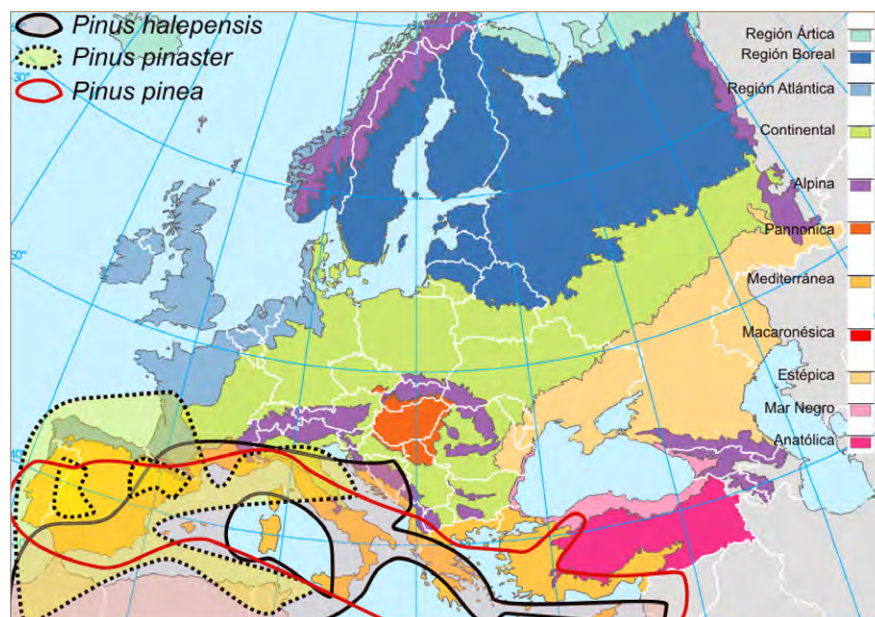 Pinus halepensis
Pinus pinaster
Pinus pinea
Región Ártica
Región Boreal
Región Atlántica
Continental
Alpina
Pannonica
Mediterránea
Macaronésica
Estépica
Mar Negro
Anatólica
30°
50°
40°